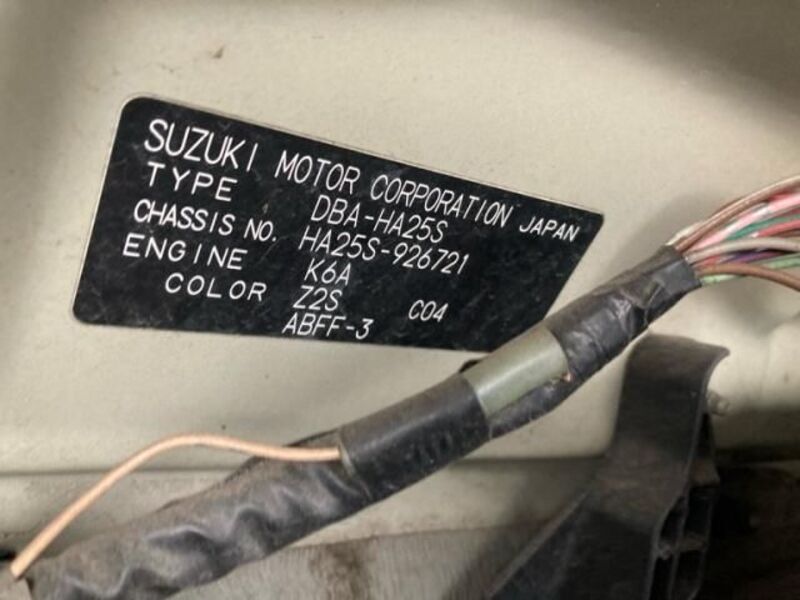 SUZUKI MOTOR CORPORATION JAPAN
TYPE DBA-HA25S
CHASSIS NO. HA25S-926721
ENGINE K6A
COLOR Z2S C04
ABFF-3